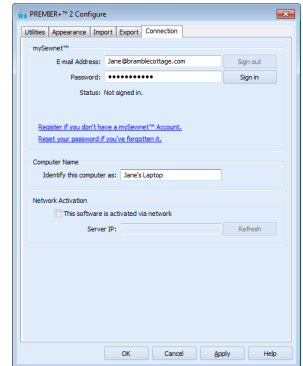 PREMIER+™ 2 Configure
Utilities Appearance Import Export Connection
mySewnet™
E-mail Address: Jane@bramblecottage.com Sign out
Password: ●●●●●●●●●●● Sign in
Status: Not signed in.
Register if you don't have a mySewnet™ Account.
Reset your password if you've forgotten it.
Computer Name
Identify this computer as: Jane's Laptop
Network Activation
This software is activated via network
Server IP: Refresh
OK Cancel Apply Help